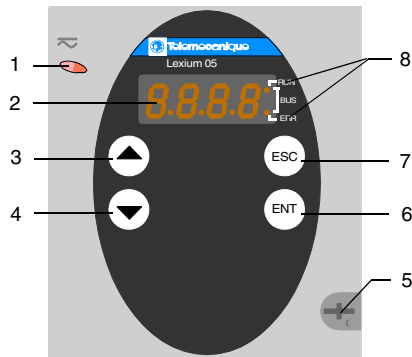 Telemecanique
Lexium 05
8.8.8.8.
RUN
BUS
ERR
ESC
ENT
1
2
3
4
8
7
6
5